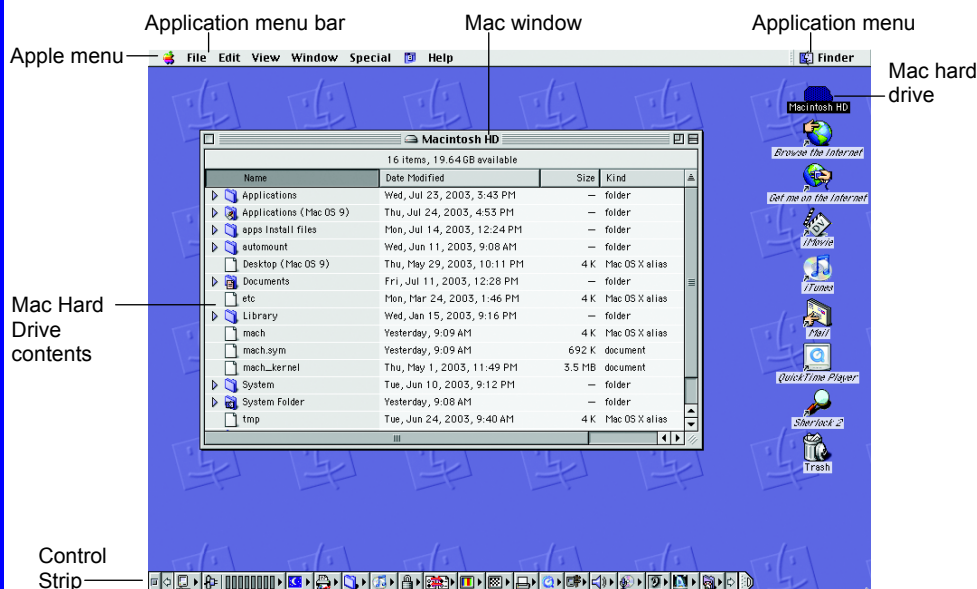 Application menu bar
Mac window
Application menu
Apple menu
File Edit View Window Special Help
Finder
Mac hard
drive
Macintosh HD
Browse the Internet
Get me on the Internet
iMovie
iTunes
Mail
QuickTime Player
Sherlock 2
Trash
Macintosh HD
16 items, 19.64 GB available
Name Date Modified Size Kind
Applications Wed, Jul 23, 2003, 3:43 PM — folder
Applications (Mac OS 9) Thu, Jul 24, 2003, 4:53 PM — folder
apps Install files Mon, Jul 14, 2003, 12:24 PM — folder
automount Wed, Jun 11, 2003, 9:08 AM — folder
Desktop (Mac OS 9) Thu, May 29, 2003, 10:11 PM 4 K Mac OS X alias
Documents Fri, Jul 11, 2003, 12:28 PM — folder
etc Mon, Mar 24, 2003, 1:46 PM 4 K Mac OS X alias
Library Wed, Jan 15, 2003, 9:16 PM — folder
mach Yesterday, 9:09 AM 4 K Mac OS X alias
mach.sym Yesterday, 9:09 AM 692 K document
mach_kernel Thu, May 1, 2003, 11:49 PM 3.5 MB document
System Tue, Jun 10, 2003, 9:12 PM — folder
System Folder Yesterday, 9:08 AM — folder
tmp Tue, Jun 24, 2003, 9:40 AM 4 K Mac OS X alias
Mac Hard
Drive
contents
Control
Strip